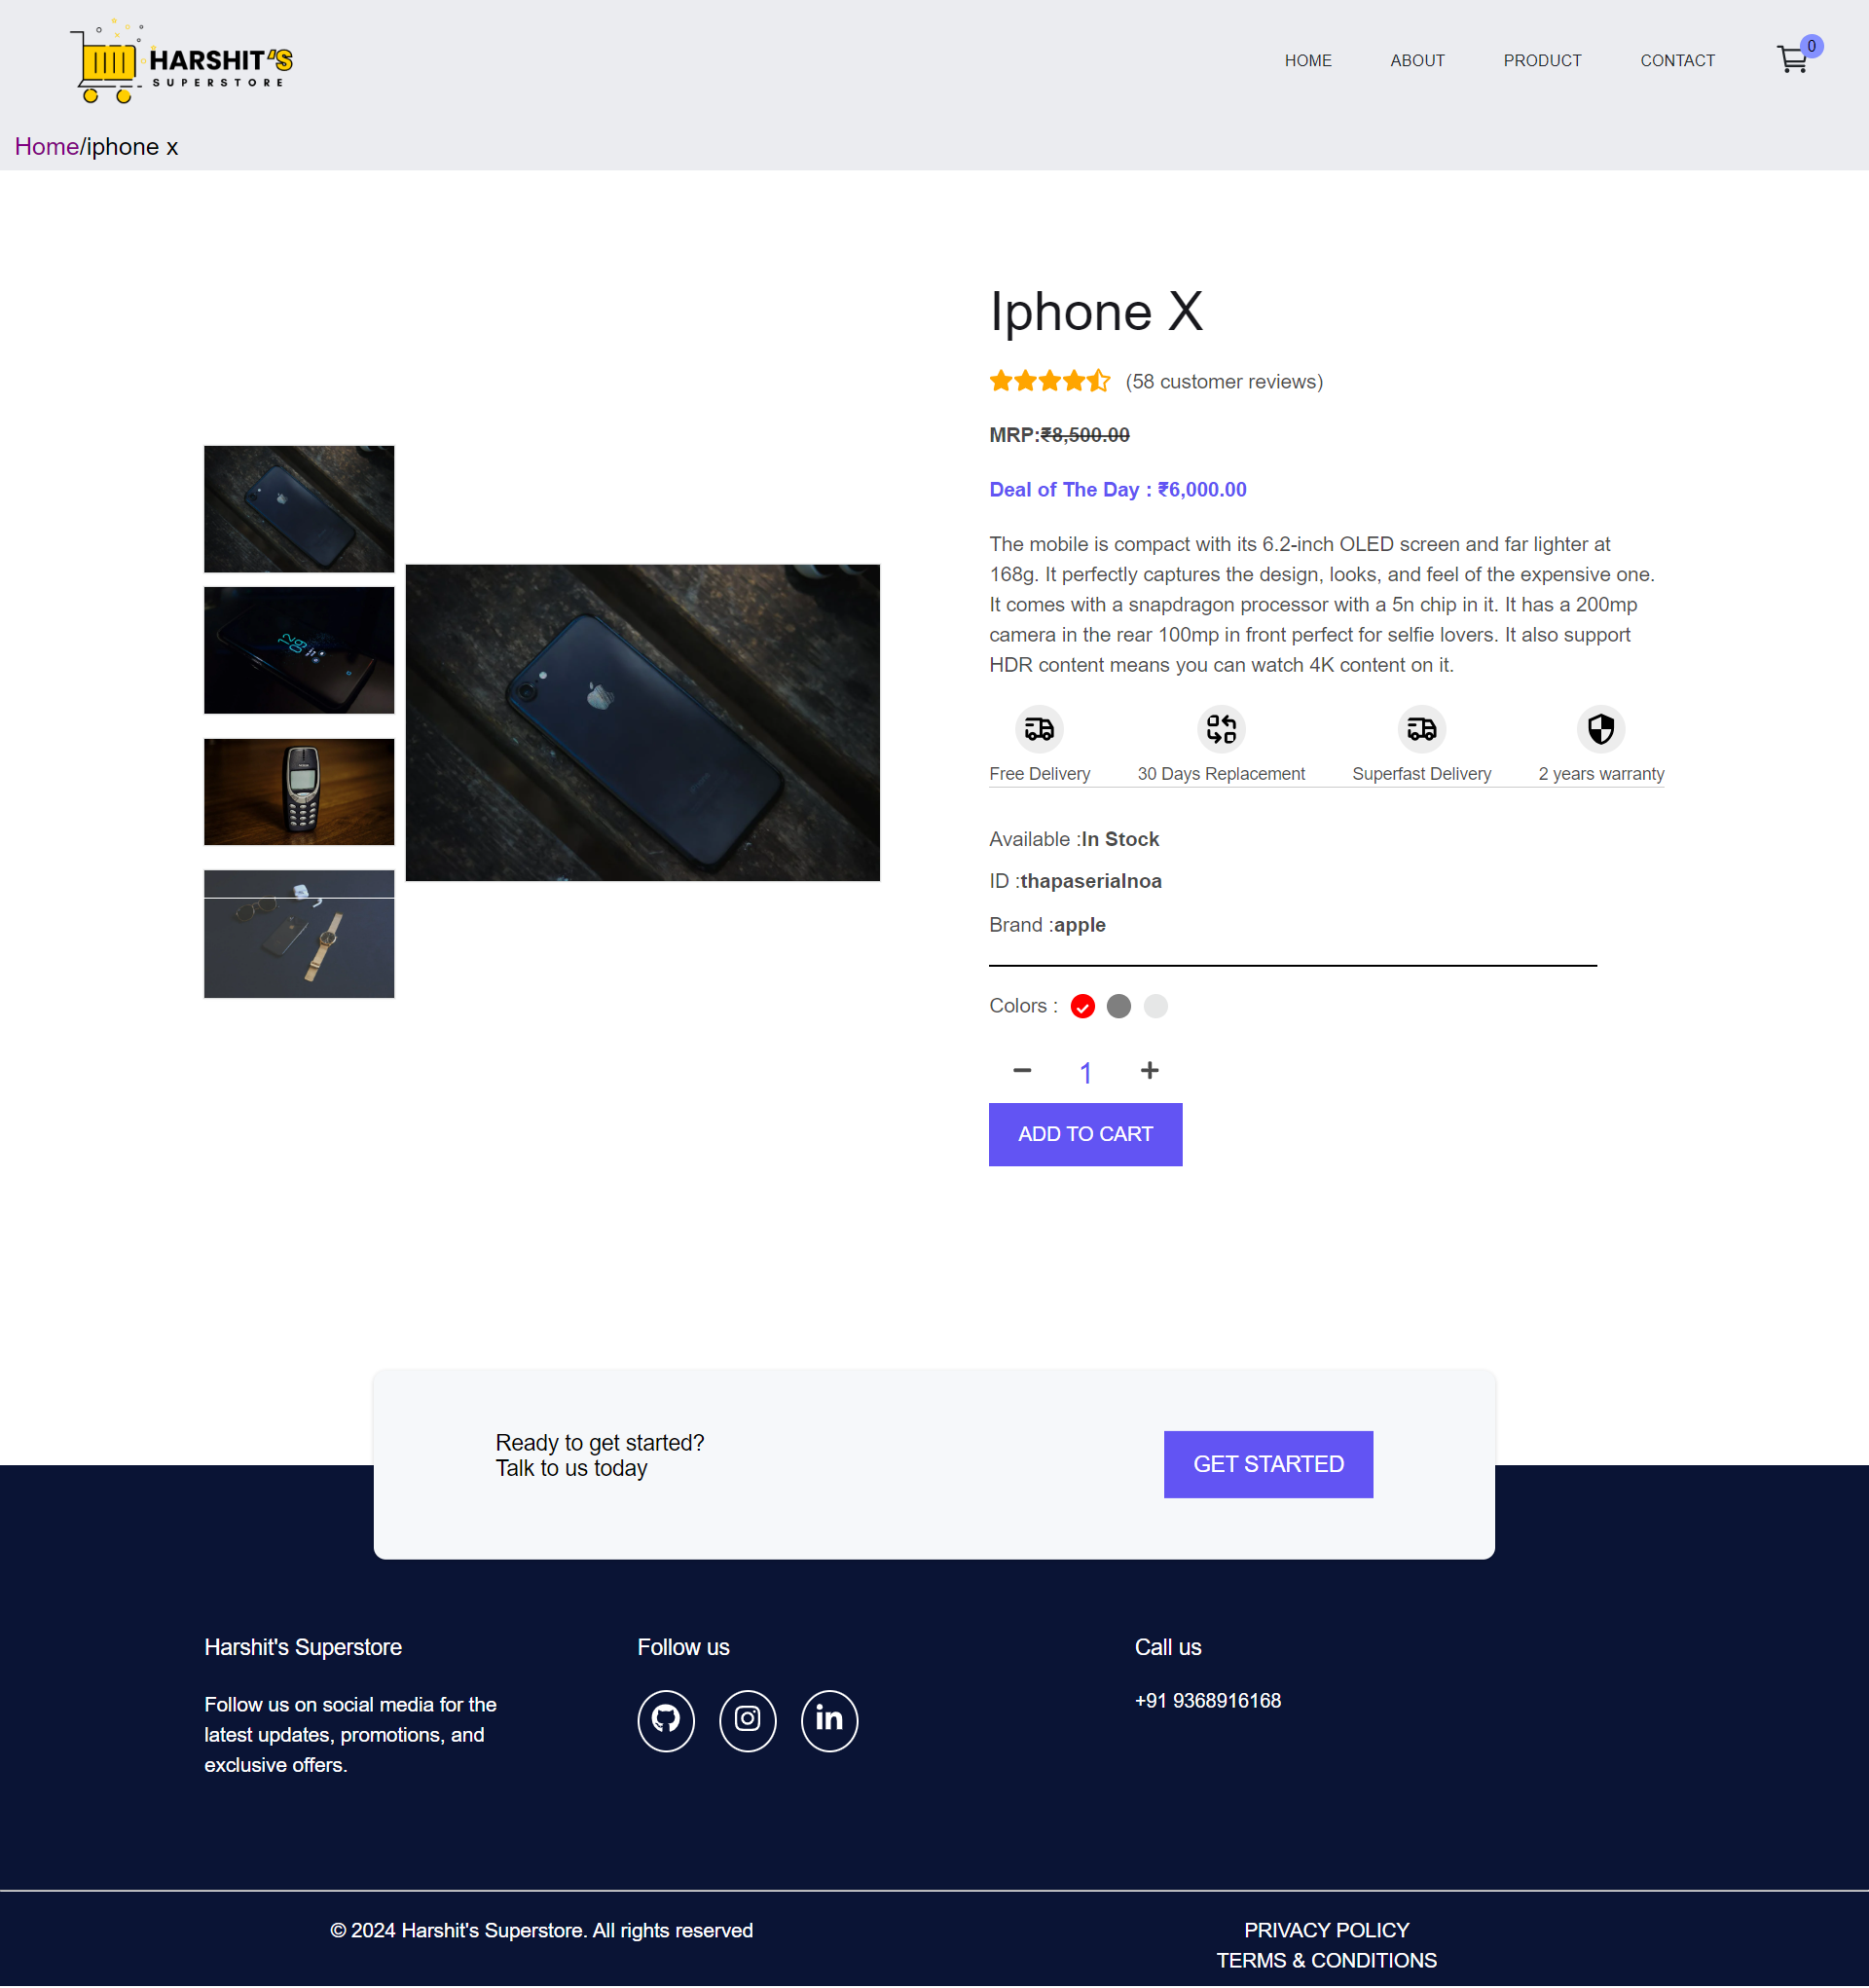 HARSHIT'S
SUPERSTORE
HOME
ABOUT
PRODUCT
CONTACT
0
Home/iphone x
Iphone X
(58 customer reviews)
MRP:₹8,500.00
Deal of The Day : ₹6,000.00
The mobile is compact with its 6.2-inch OLED screen and far lighter at
168g. It perfectly captures the design, looks, and feel of the expensive one.
It comes with a snapdragon processor with a 5n chip in it. It has a 200mp
camera in the rear 100mp in front perfect for selfie lovers. It also support
HDR content means you can watch 4K content on it.
Free Delivery
30 Days Replacement
Superfast Delivery
2 years warranty
Available :In Stock
ID :thapaserialnoa
Brand :apple
Colors :
1
ADD TO CART
12
08
Ready to get started?
Talk to us today
GET STARTED
Harshit's Superstore
Follow us on social media for the
latest updates, promotions, and
exclusive offers.
Follow us
in
Call us
+91 9368916168
© 2024 Harshit's Superstore. All rights reserved
PRIVACY POLICY
TERMS & CONDITIONS